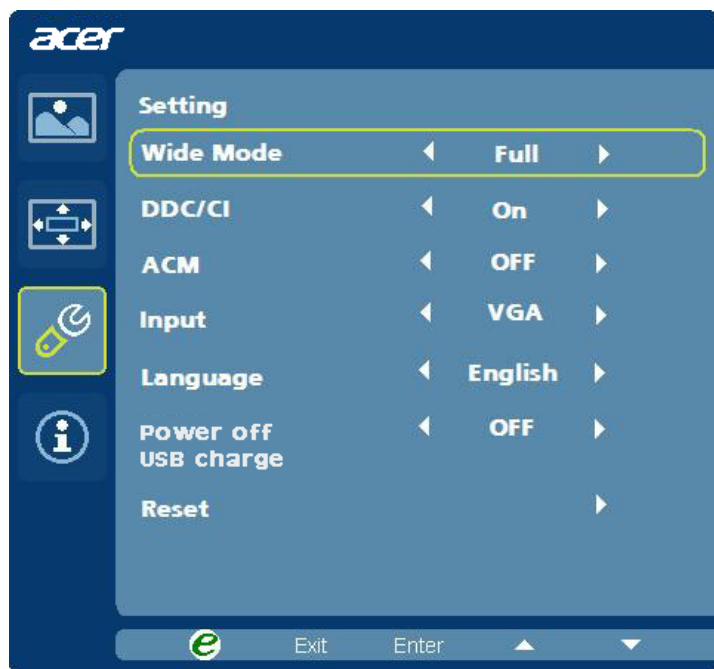 acer
Setting
Wide Mode Full
DDC/CI On
ACM OFF
Input VGA
Language English
Power off OFF
USB charge
Reset
e Exit Enter